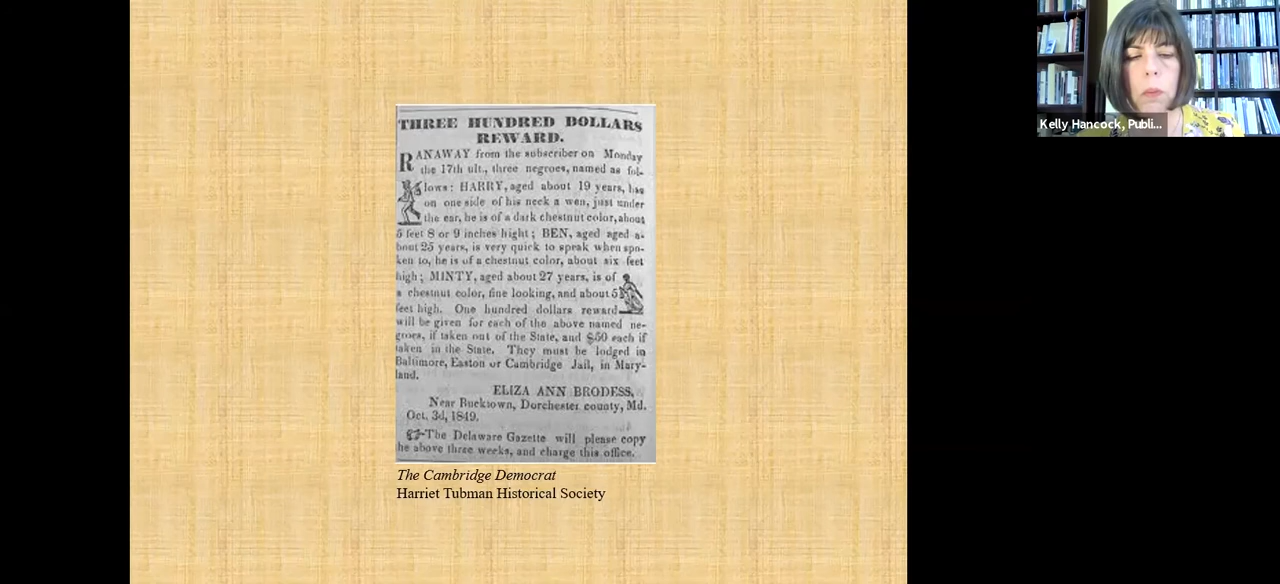 THREE HUNDRED DOLLARS
REWARD.
RANAWAY from the subscriber on Monday
the 17th ult., three negroes, named as fol-
lows: HARRY, aged about 19 years, has
on one side of his neck a wen, just under
the ear, he is of a dark chestnut color, about
5 feet 8 or 9 inches hight; BEN, aged aged a-
bout 25 years, is very quick to speak when spo-
ken to, he is of a chestnut color, about six feet
high; MINTY, aged about 27 years, is of
a chestnut color, fine looking, and about 5
feet high. One hundred dollars reward
will be given for each of the above named ne-
groes, if taken out of the State, and $50 each if
taken in the State. They must be lodged in
Baltimore, Easton or Cambridge Jail, in Mary-
land.
ELIZA ANN BRODESS,
Near Bucktown, Dorchester county, Md.
Oct. 3d, 1849.
☞The Delaware Gazette will please copy
he above three weeks, and charge this office.
The Cambridge Democrat
Harriet Tubman Historical Society
Kelly Hancock, Publi...